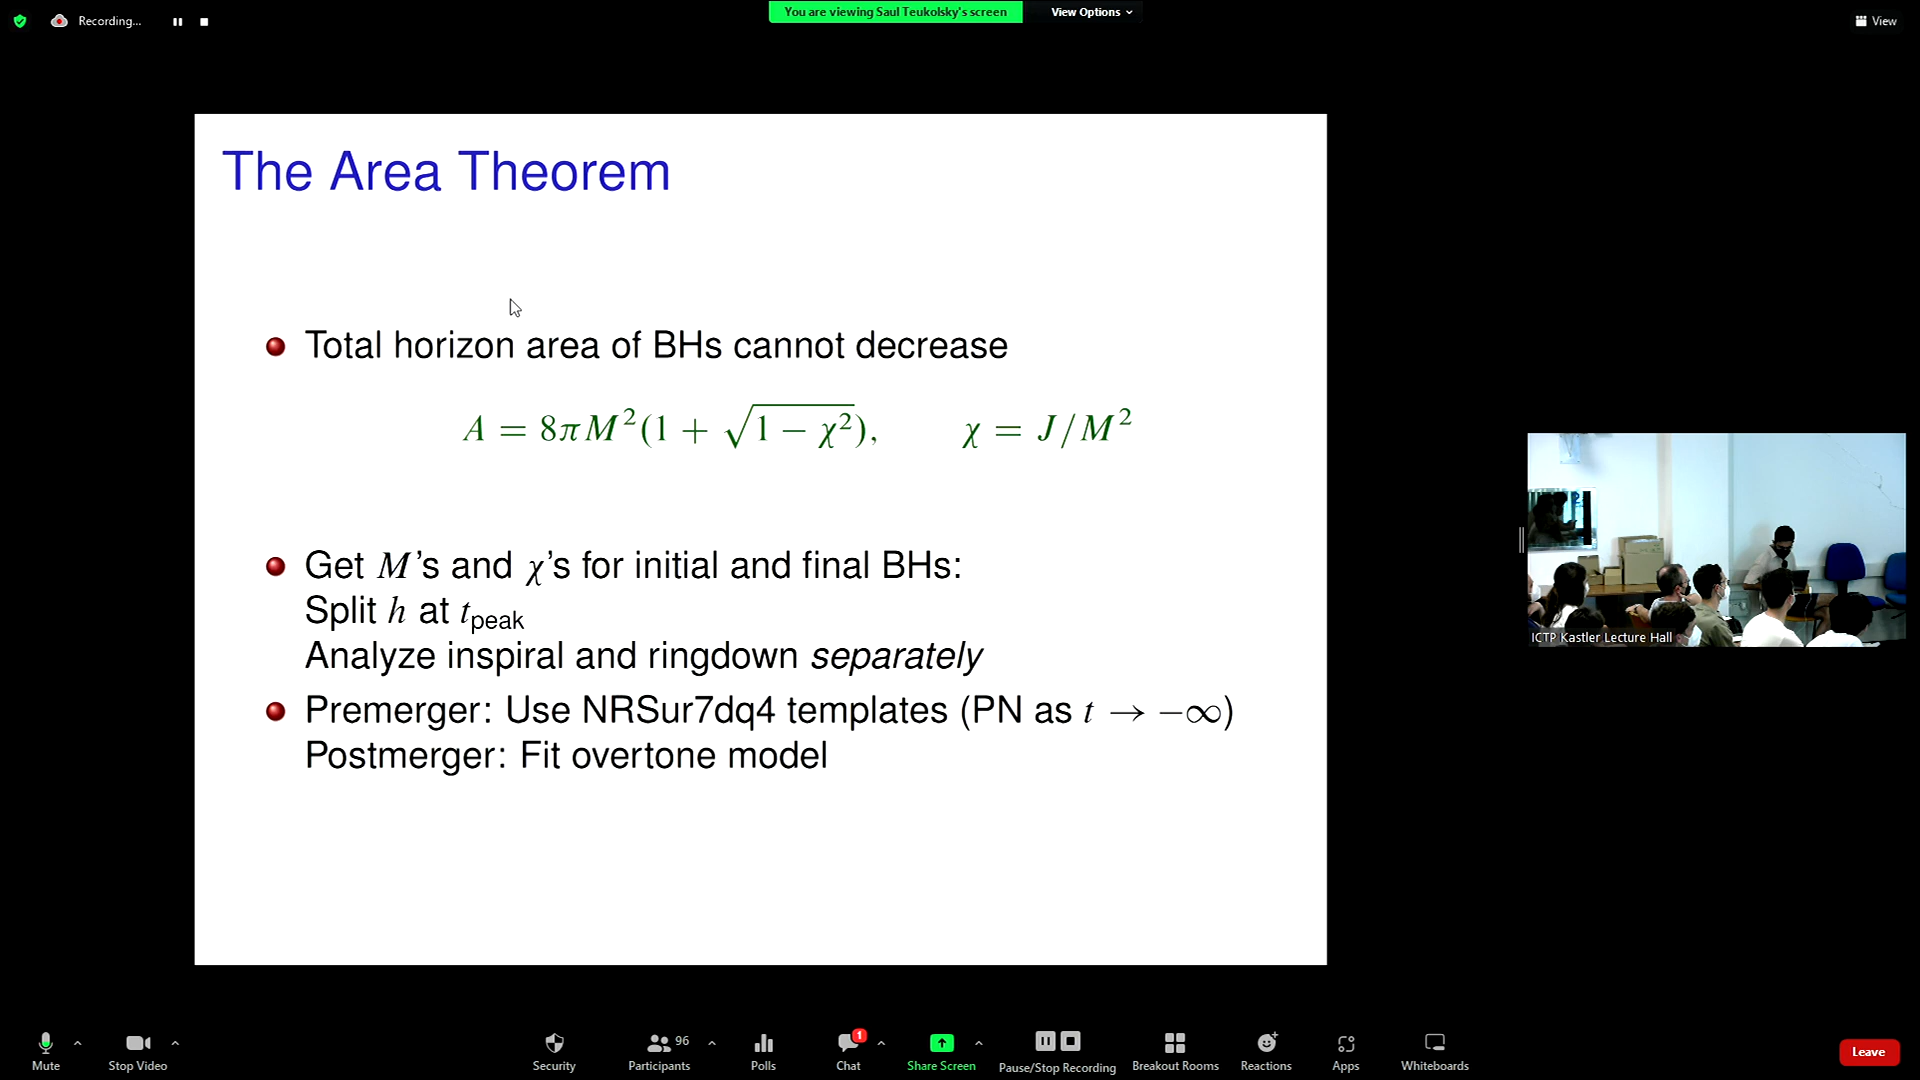 Recording...
You are viewing Saul Teukolsky's screen
View Options
View
The Area Theorem
Total horizon area of BHs cannot decrease
A = 8πM²(1 + √(1 − χ²)), χ = J/M²
Get M's and χ's for initial and final BHs:
Split h at t_peak
Analyze inspiral and ringdown separately
Premerger: Use NRSur7dq4 templates (PN as t → −∞)
Postmerger: Fit overtone model
ICTP Kastler Lecture Hall
Mute
Stop Video
Security
Participants
96
Polls
Chat
1
Share Screen
Pause/Stop Recording
Breakout Rooms
Reactions
Apps
Whiteboards
Leave